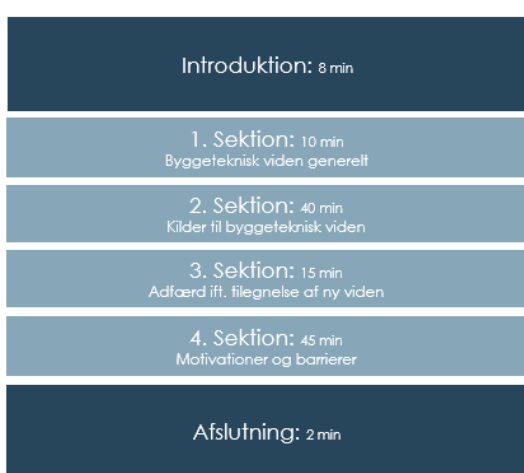 Introduktion: 8 min
1. Sektion: 10 min
Byggeteknisk viden generelt
2. Sektion: 40 min
Kilder til byggeteknisk viden
3. Sektion: 15 min
Adfærd ift. tilegnelse af ny viden
4. Sektion: 45 min
Motivationer og barrierer
Afslutning: 2 min